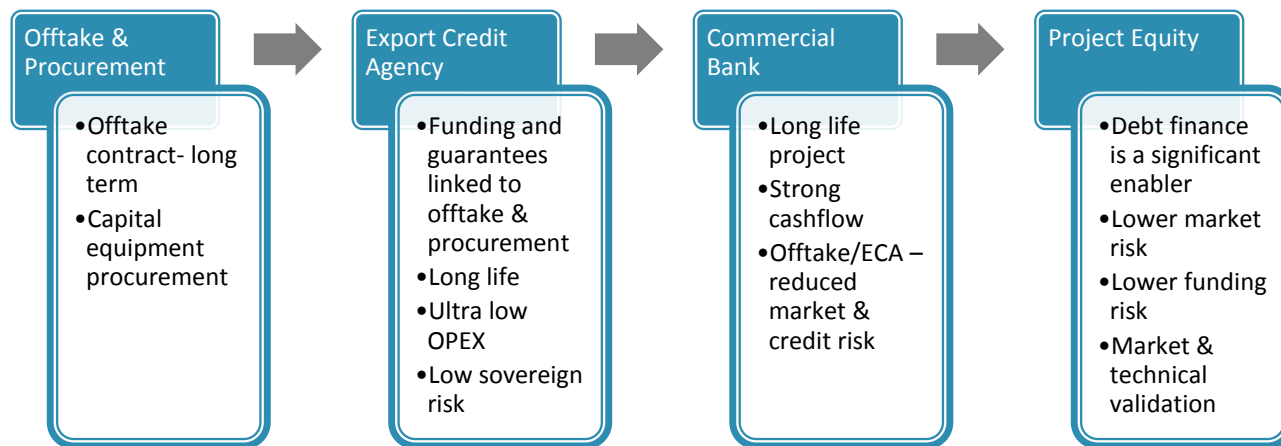 Offtake &
Procurement
•Offtake
contract- long
term
•Capital
equipment
procurement
Export Credit
Agency
•Funding and
guarantees
linked to
offtake &
procurement
•Long life
•Ultra low
OPEX
•Low sovereign
risk
Commercial
Bank
•Long life
project
•Strong
cashflow
•Offtake/ECA –
reduced
market &
credit risk
Project Equity
•Debt finance
is a significant
enabler
•Lower market
risk
•Lower funding
risk
•Market &
technical
validation